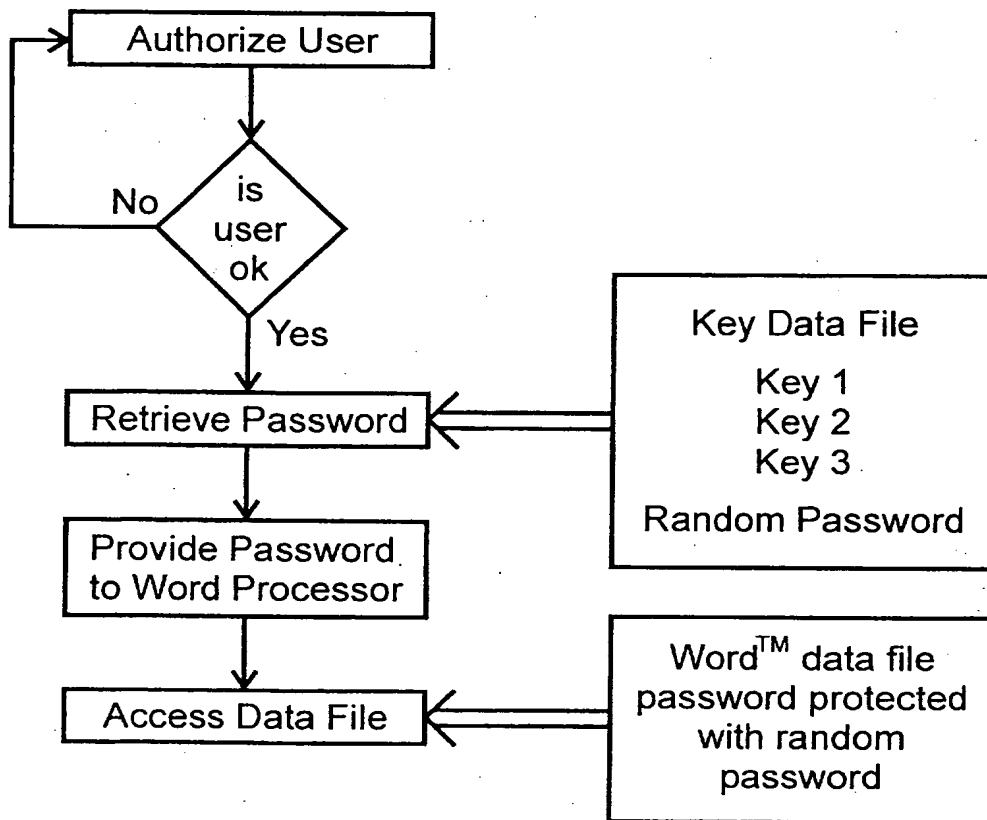 Authorize User
No
is
user
ok
Yes
Key Data File
Key 1
Key 2
Key 3
Random Password
Retrieve Password
Provide Password
to Word Processor
Word™ data file
password protected
with random
password
Access Data File